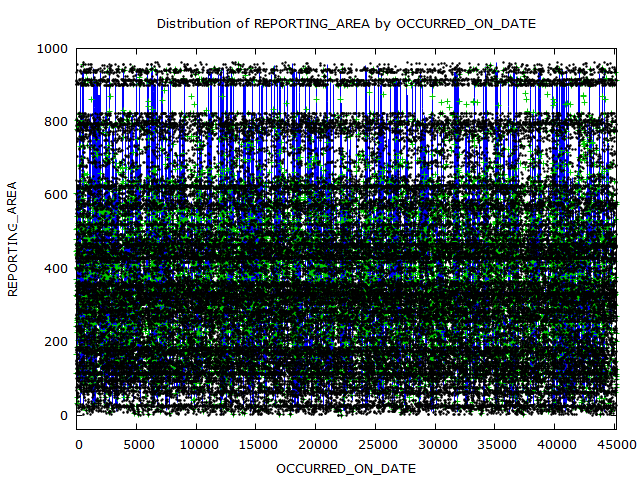 Distribution of REPORTING_AREA by OCCURRED_ON_DATE
1000
800
600
400
200
0
REPORTING_AREA
0 5000 10000 15000 20000 25000 30000 35000 40000 45000
OCCURRED_ON_DATE